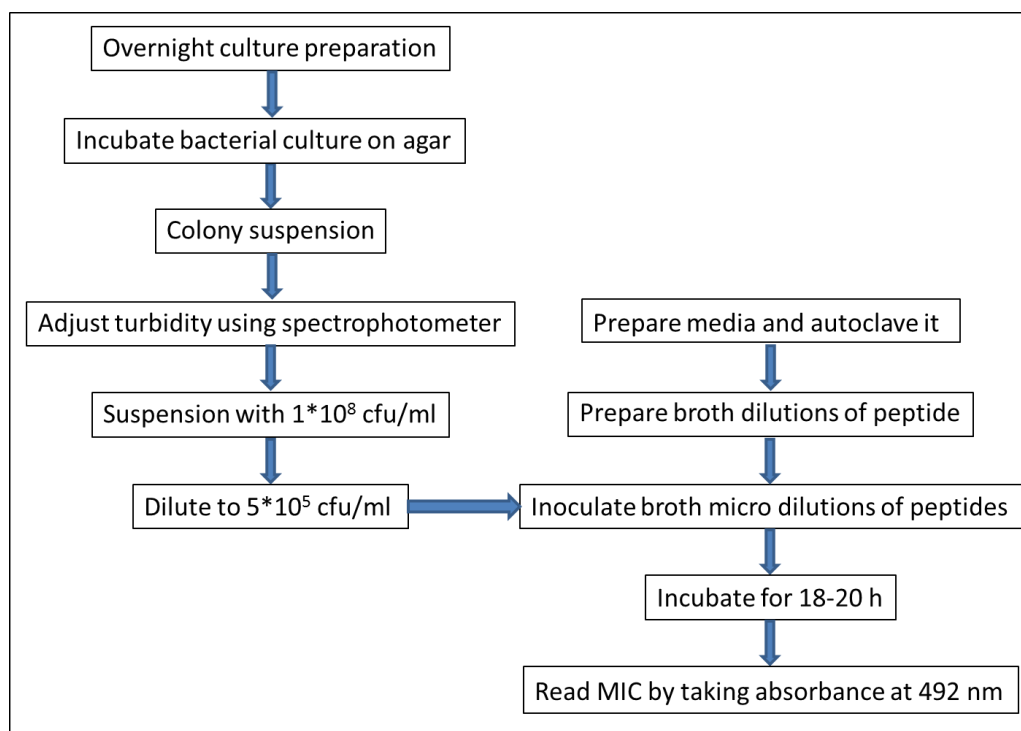 Overnight culture preparation
Incubate bacterial culture on agar
Colony suspension
Adjust turbidity using spectrophotometer
Suspension with 1*10⁸ cfu/ml
Dilute to 5*10⁵ cfu/ml
Prepare media and autoclave it
Prepare broth dilutions of peptide
Inoculate broth micro dilutions of peptides
Incubate for 18-20 h
Read MIC by taking absorbance at 492 nm